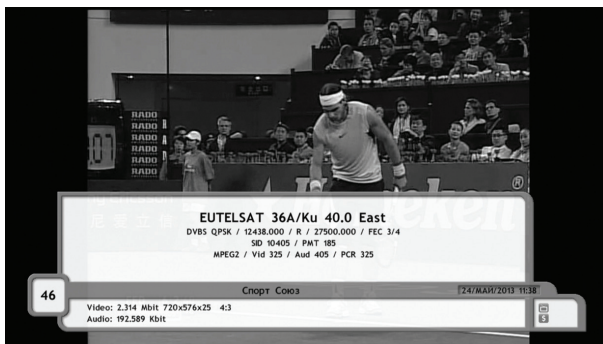 RADO
RADO
RADO
RADO
RADO
EUTELSAT 36A/Ku 40.0 East
DVBS QPSK / 12438.000 / R / 27500.000 / FEC 3/4
SID 10405 / PMT 185
MPEG2 / Vid 325 / Aud 405 / PCR 325
46
Спорт Союз
24/МАЙ/2013 11:38
Video: 2.314 Mbit 720x576x25 4:3
Audio: 192.589 Kbit